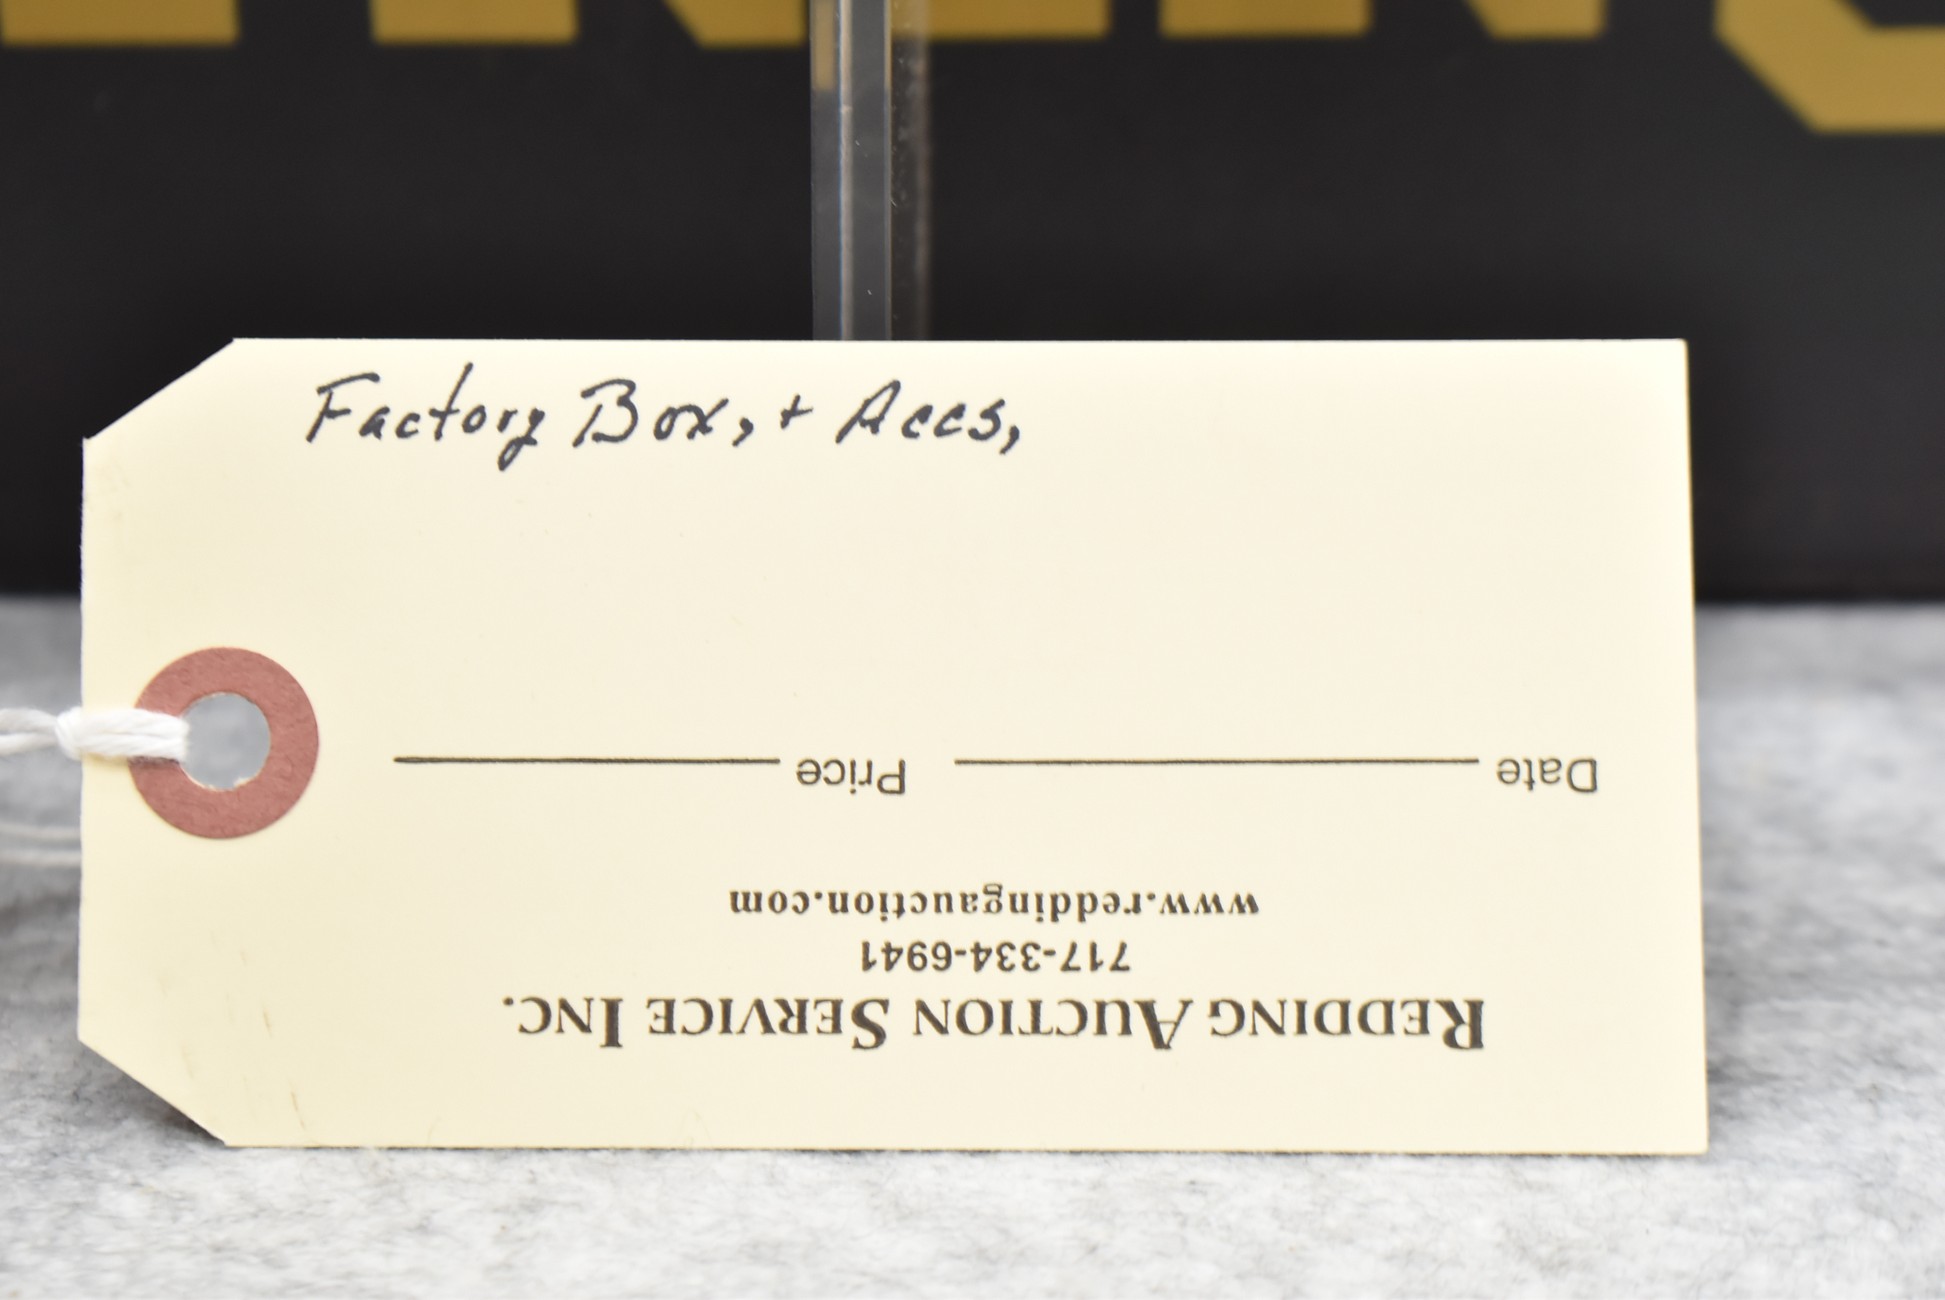 Factory Box, + Accs,
REDDING AUCTION SERVICE INC.
717-334-6941
www.reddingauction.com
Date Price